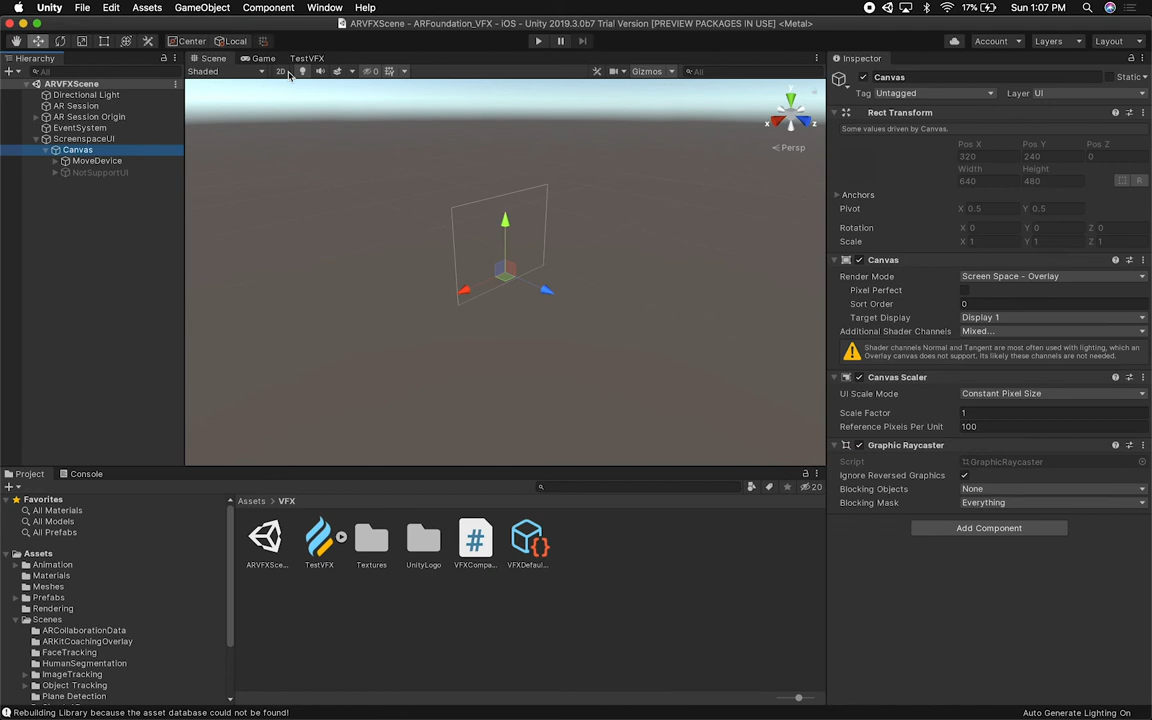 Unity File Edit Assets GameObject Component Window Help 17% Sun 1:07 PM
ARVFXScene - ARFoundation_VFX - iOS - Unity 2019.3.0b7 Trial Version [PREVIEW PACKAGES IN USE] <Metal>
Center Local Account Layers Layout
Hierarchy
All
ARVFXScene
Directional Light
AR Session
AR Session Origin
EventSystem
ScreenspaceUI
Canvas
MoveDevice
NotSupportUI
Scene Game TestVFX
Shaded 2D 0 Gizmos All
y
x z
Persp
Inspector
Canvas Static
Tag Untagged Layer UI
Rect Transform
Some values driven by Canvas.
Pos X Pos Y Pos Z
320 240 0
Width Height
640 480 R
Anchors
Pivot X 0.5 Y 0.5
Rotation X 0 Y 0 Z 0
Scale X 1 Y 1 Z 1
Canvas
Render Mode Screen Space - Overlay
Pixel Perfect
Sort Order 0
Target Display Display 1
Additional Shader Channels Mixed...
Shader channels Normal and Tangent are most often used with lighting, which an
Overlay canvas does not support. Its likely these channels are not needed.
Canvas Scaler
UI Scale Mode Constant Pixel Size
Scale Factor 1
Reference Pixels Per Unit 100
Graphic Raycaster
Script GraphicRaycaster
Ignore Reversed Graphics
Blocking Objects None
Blocking Mask Everything
Add Component
Project Console
20
Favorites
All Materials
All Models
All Prefabs
Assets
Animation
Materials
Meshes
Prefabs
Rendering
Scenes
ARCollaborationData
ARKitCoachingOverlay
FaceTracking
HumanSegmentation
ImageTracking
Object Tracking
Plane Detection
Assets > VFX
ARVFXSce... TestVFX Textures UnityLogo VFXCompa... VFXDefaul...
Rebuilding Library because the asset database could not be found! Auto Generate Lighting On